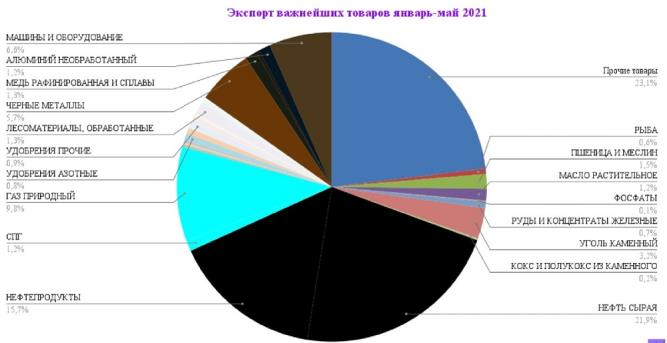 Экспорт важнейших товаров январь-май 2021
МАШИНЫ И ОБОРУДОВАНИЕ
6,6%
АЛЮМИНИЙ НЕОБРАБОТАННЫЙ
1,2%
МЕДЬ РАФИНИРОВАННАЯ И СПЛАВЫ
1,3%
ЧЕРНЫЕ МЕТАЛЛЫ
5,7%
ЛЕСОМАТЕРИАЛЫ, ОБРАБОТАННЫЕ
1,3%
УДОБРЕНИЯ ПРОЧИЕ
0,9%
УДОБРЕНИЯ АЗОТНЫЕ
0,8%
ГАЗ ПРИРОДНЫЙ
9,8%
СПГ
1,2%
НЕФТЕПРОДУКТЫ
15,7%
Прочие товары
23,1%
РЫБА
0,6%
ПШЕНИЦА И МЕСЛИН
1,5%
МАСЛО РАСТИТЕЛЬНОЕ
1,2%
ФОСФАТЫ
0,1%
РУДЫ И КОНЦЕНТРАТЫ ЖЕЛЕЗНЫЕ
0,7%
УГОЛЬ КАМЕННЫЙ
3,2%
КОКС И ПОЛУКОКС ИЗ КАМЕННОГО
0,2%
НЕФТЬ СЫРАЯ
21,9%